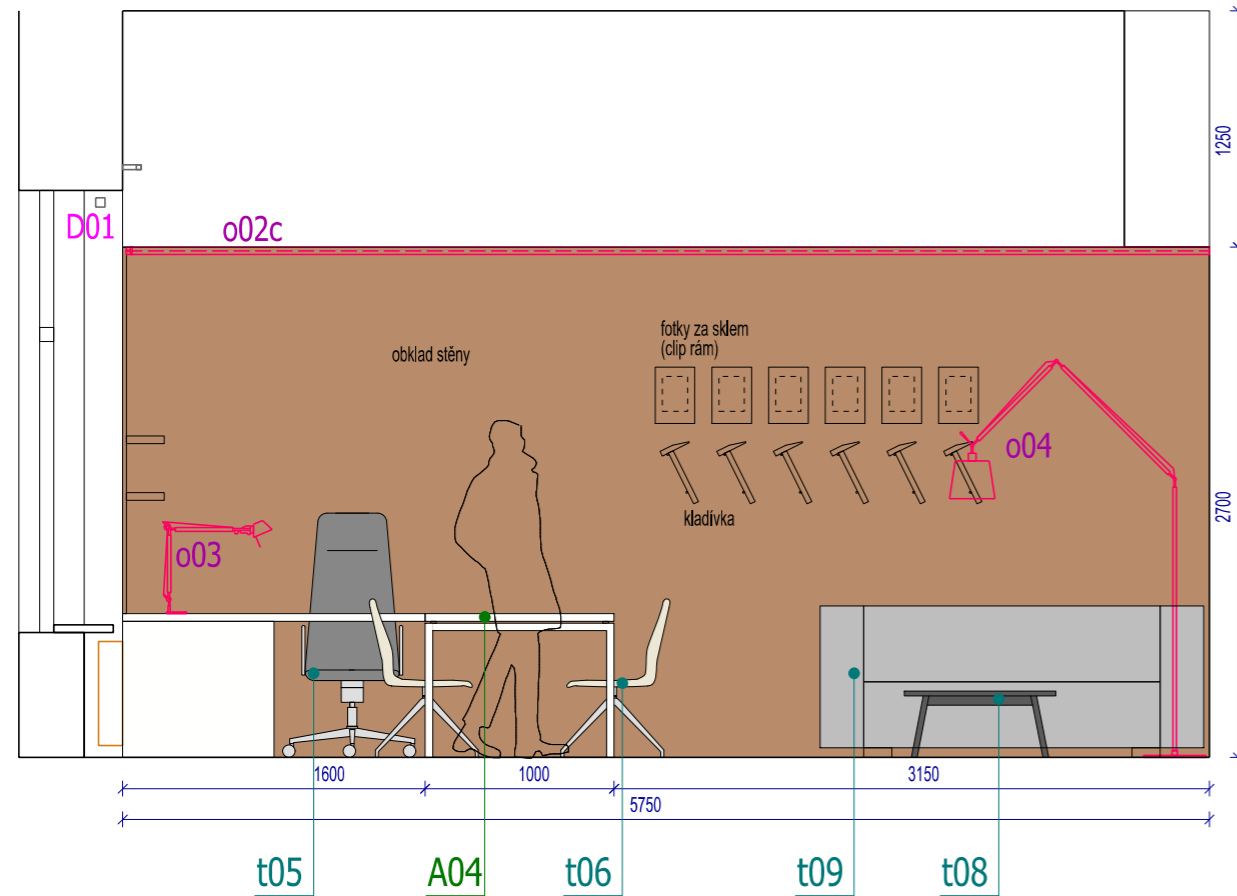 1250
D01
o02c
fotky za sklem
(clip rám)
obklad stěny
o04
2700
kladívka
o03
1600
1000
3150
5750
t05
A04
t06
t09
t08